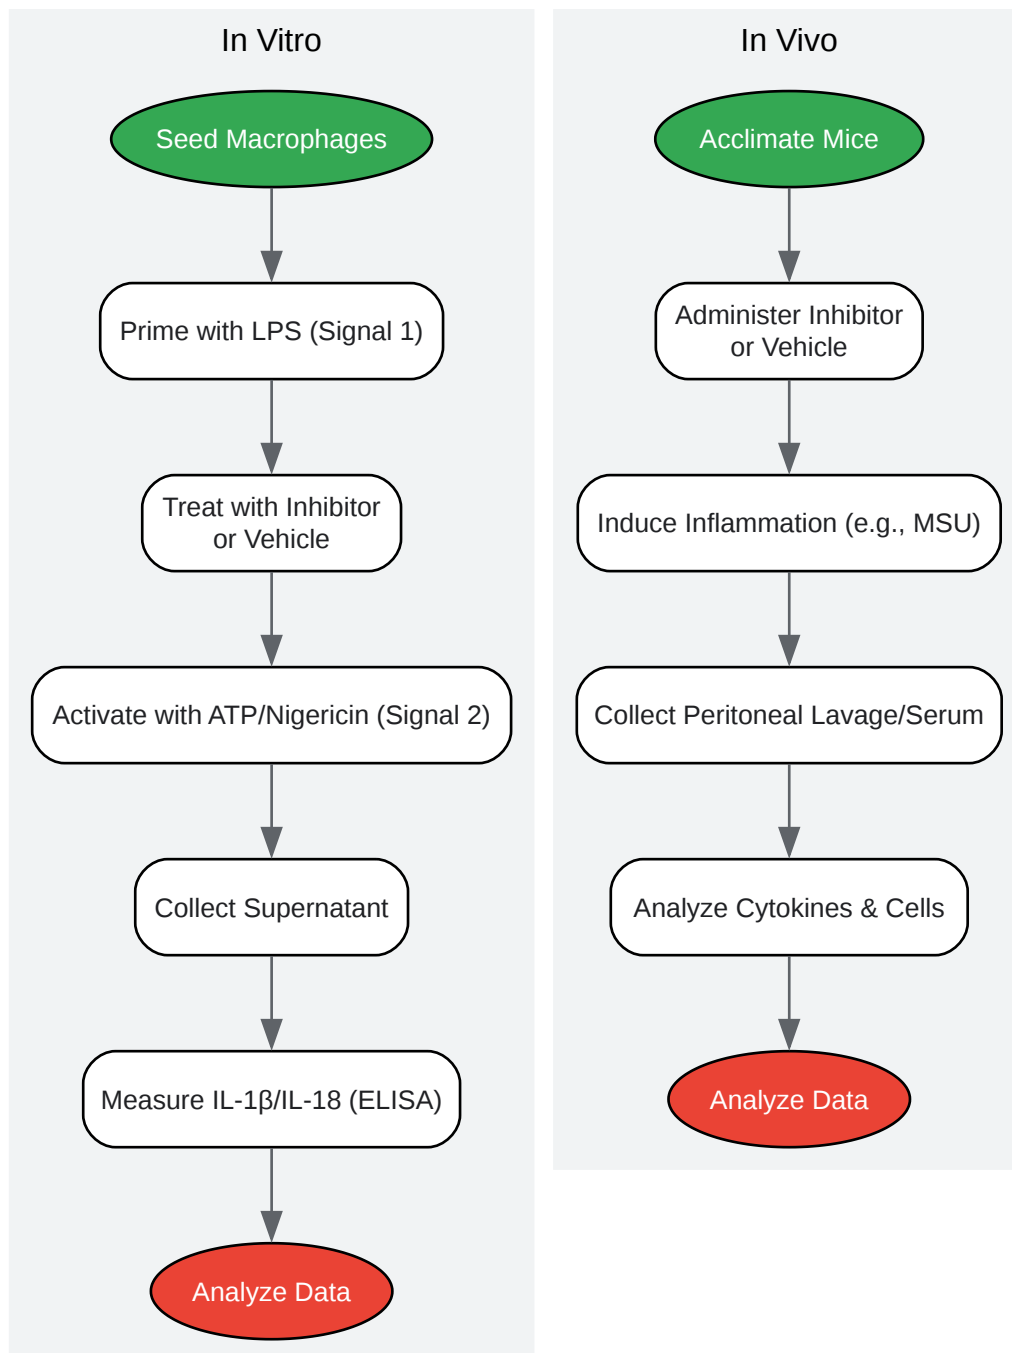 In Vitro
Seed Macrophages
Prime with LPS (Signal 1)
Treat with Inhibitor
or Vehicle
Activate with ATP/Nigericin (Signal 2)
Collect Supernatant
Measure IL-1β/IL-18 (ELISA)
Analyze Data
In Vivo
Acclimate Mice
Administer Inhibitor
or Vehicle
Induce Inflammation (e.g., MSU)
Collect Peritoneal Lavage/Serum
Analyze Cytokines & Cells
Analyze Data